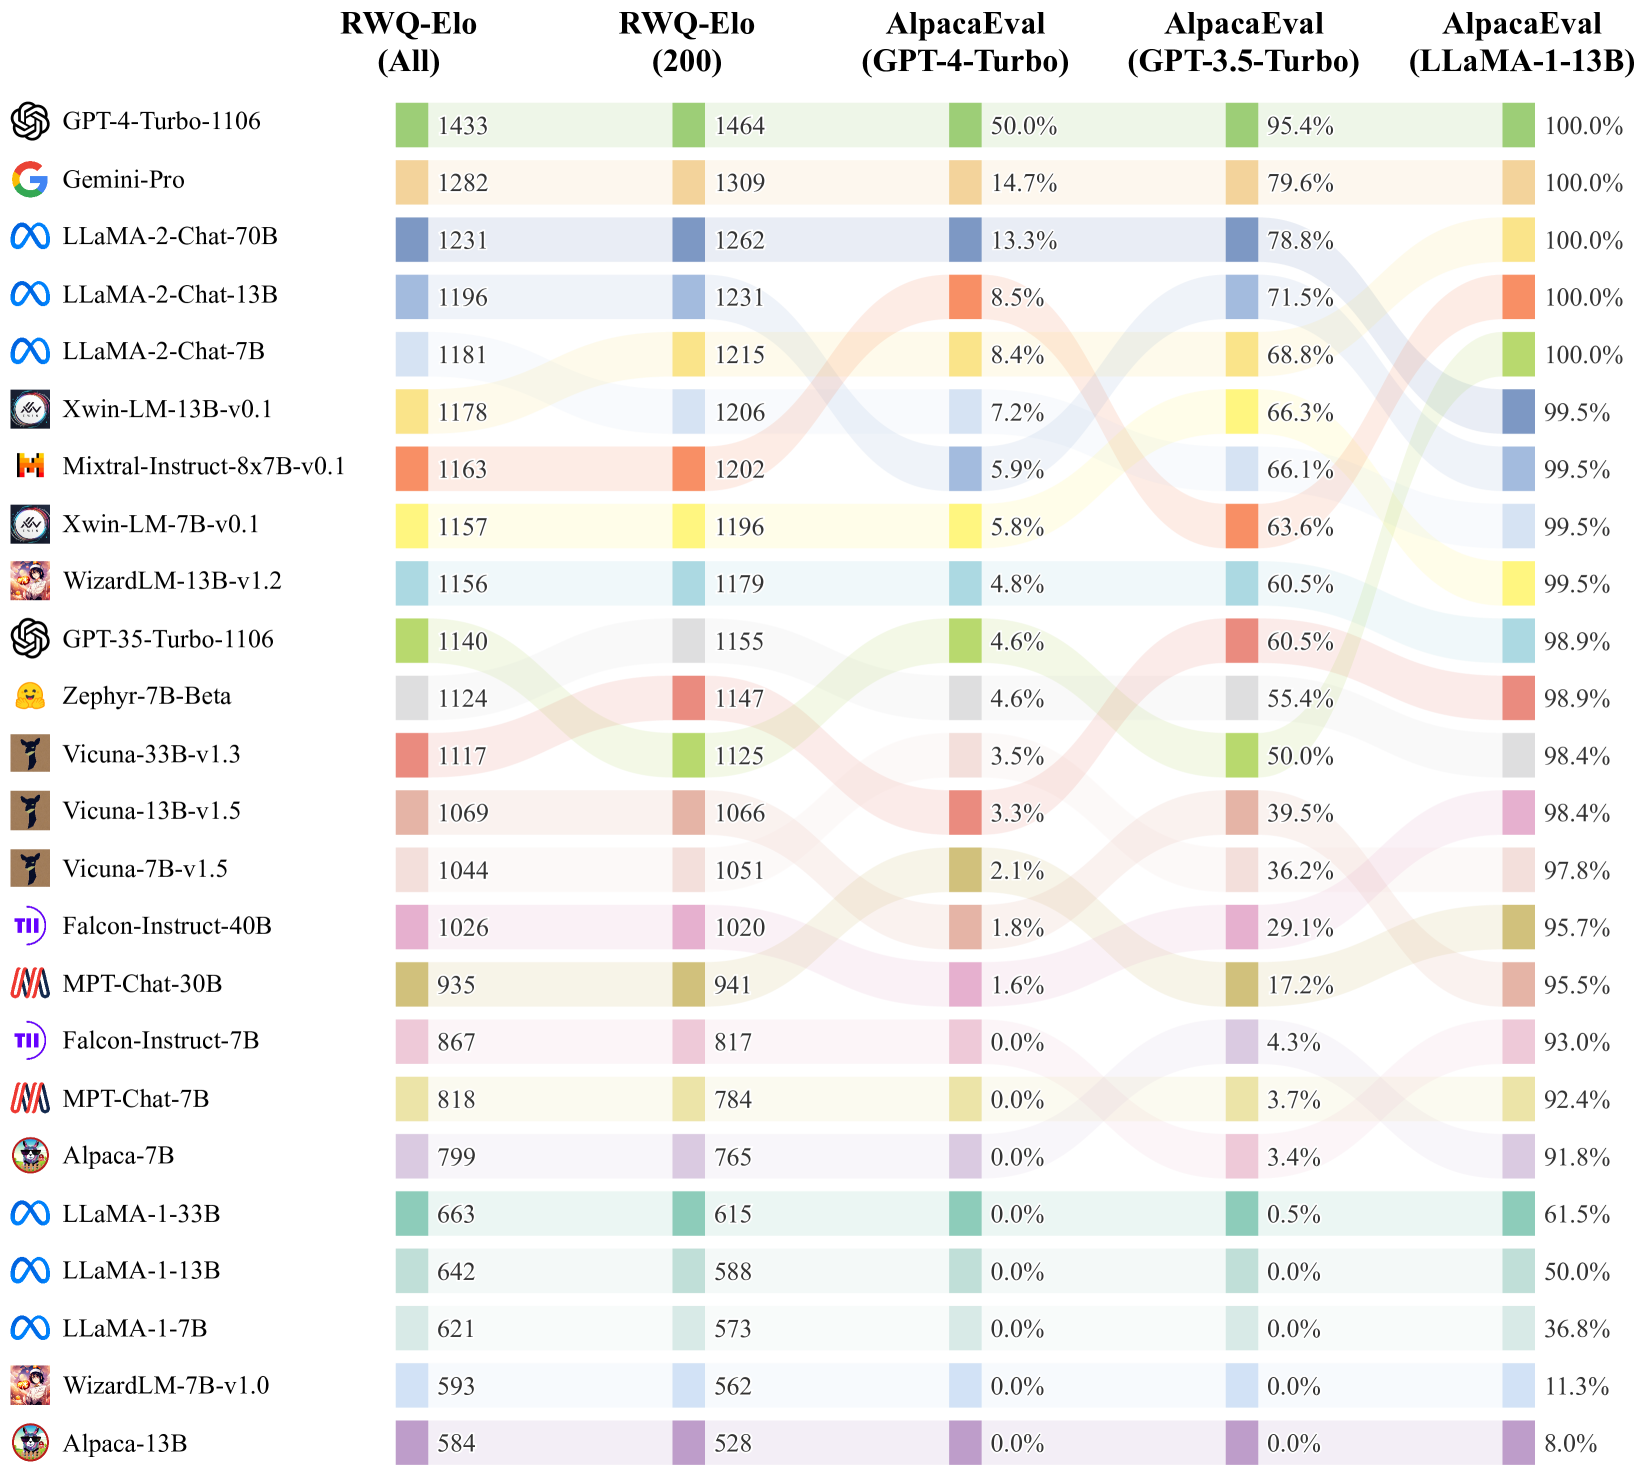 RWQ-Elo (All) RWQ-Elo (200) AlpacaEval (GPT-4-Turbo) AlpacaEval (GPT-3.5-Turbo) AlpacaEval (LLaMA-1-13B)
GPT-4-Turbo-1106 1433 1464 50.0% 95.4% 100.0%
Gemini-Pro 1282 1309 14.7% 79.6% 100.0%
LLaMA-2-Chat-70B 1231 1262 13.3% 78.8% 100.0%
LLaMA-2-Chat-13B 1196 1231 8.5% 71.5% 100.0%
LLaMA-2-Chat-7B 1181 1215 8.4% 68.8% 100.0%
Xwin-LM-13B-v0.1 1178 1206 7.2% 66.3% 99.5%
Mixtral-Instruct-8x7B-v0.1 1163 1202 5.9% 66.1% 99.5%
Xwin-LM-7B-v0.1 1157 1196 5.8% 63.6% 99.5%
WizardLM-13B-v1.2 1156 1179 4.8% 60.5% 99.5%
GPT-35-Turbo-1106 1140 1155 4.6% 60.5% 98.9%
Zephyr-7B-Beta 1124 1147 4.6% 55.4% 98.9%
Vicuna-33B-v1.3 1117 1125 3.5% 50.0% 98.4%
Vicuna-13B-v1.5 1069 1066 3.3% 39.5% 98.4%
Vicuna-7B-v1.5 1044 1051 2.1% 36.2% 97.8%
TII Falcon-Instruct-40B 1026 1020 1.8% 29.1% 95.7%
MPT-Chat-30B 935 941 1.6% 17.2% 95.5%
TII Falcon-Instruct-7B 867 817 0.0% 4.3% 93.0%
MPT-Chat-7B 818 784 0.0% 3.7% 92.4%
Alpaca-7B 799 765 0.0% 3.4% 91.8%
LLaMA-1-33B 663 615 0.0% 0.5% 61.5%
LLaMA-1-13B 642 588 0.0% 0.0% 50.0%
LLaMA-1-7B 621 573 0.0% 0.0% 36.8%
WizardLM-7B-v1.0 593 562 0.0% 0.0% 11.3%
Alpaca-13B 584 528 0.0% 0.0% 8.0%